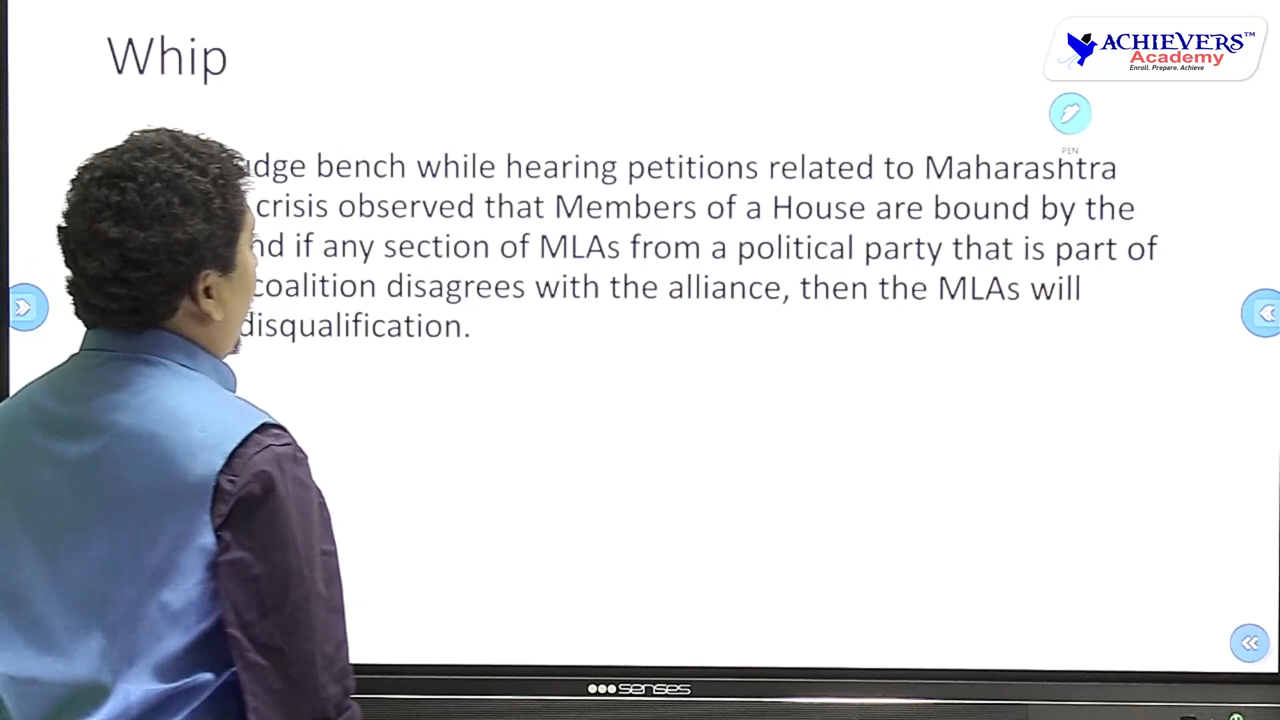 Whip
ACHIEVERS™
Academy
Enroll. Prepare. Achieve
PEN
udge bench while hearing petitions related to Maharashtra
crisis observed that Members of a House are bound by the
nd if any section of MLAs from a political party that is part of
coalition disagrees with the alliance, then the MLAs will
disqualification.
senses